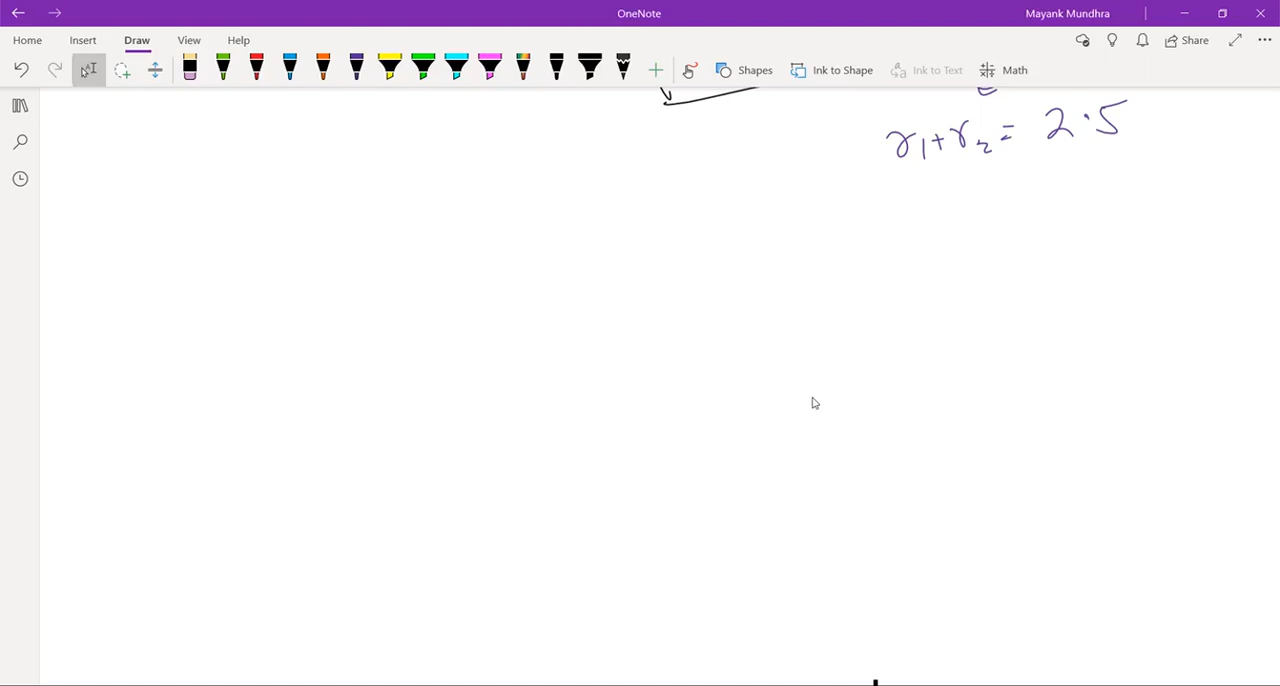 OneNote
Mayank Mundhra
Home Insert Draw View Help
Share
Shapes Ink to Shape Ink to Text Math
r₁+r₂= 2.5